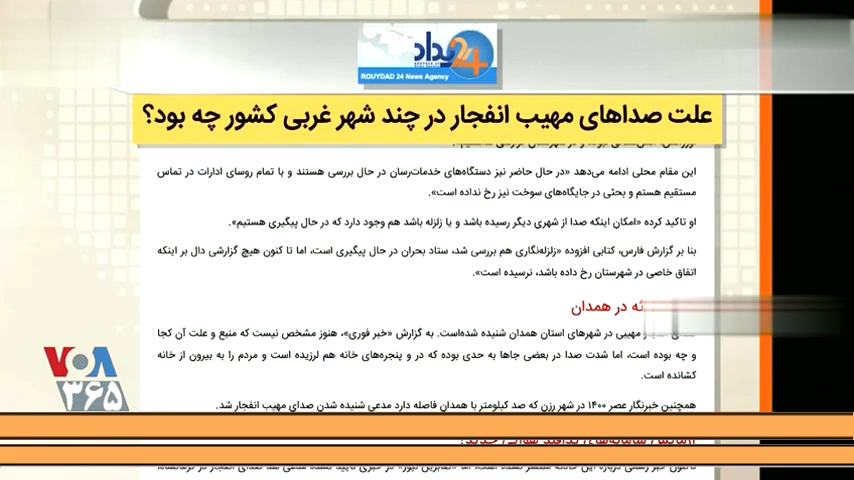 رویداد 24
ROUYDAD 24 News Agency
علت صداهای مهیب انفجار در چند شهر غربی کشور چه بود؟
این مقام محلی ادامه می‌دهد «در حال حاضر نیز دستگاه‌های خدمات‌رسان در حال بررسی هستند و با تمام روسای ادارات در تماس
مستقیم هستم و بحثی در جایگاه‌های سوخت نیز رخ نداده است».
او تاکید کرده «امکان اینکه صدا از شهری دیگر رسیده باشد و یا زلزله باشد هم وجود دارد که در حال پیگیری هستیم».
بنا بر گزارش فارس، کتابی افزوده «زلزله‌نگاری هم بررسی شد، ستاد بحران در حال پیگیری است، اما تا کنون هیچ گزارشی دال بر اینکه
اتفاق خاصی در شهرستان رخ داده باشد، نرسیده است».
در همدان
مهیبی در شهرهای استان همدان شنیده شده‌است. به گزارش «خبر فوری»، هنوز مشخص نیست که منبع و علت آن کجا
و چه بوده است، اما شدت صدا در بعضی جاها به حدی بوده که در و پنجره‌های خانه هم لرزیده است و مردم را به بیرون از خانه
کشانده است.
همچنین خبرنگار عصر ۱۴۰۰ در شهر رزن که صد کیلومتر با همدان فاصله دارد مدعی شنیده شدن صدای مهیب انفجار شد.
VOA
۳۶۵